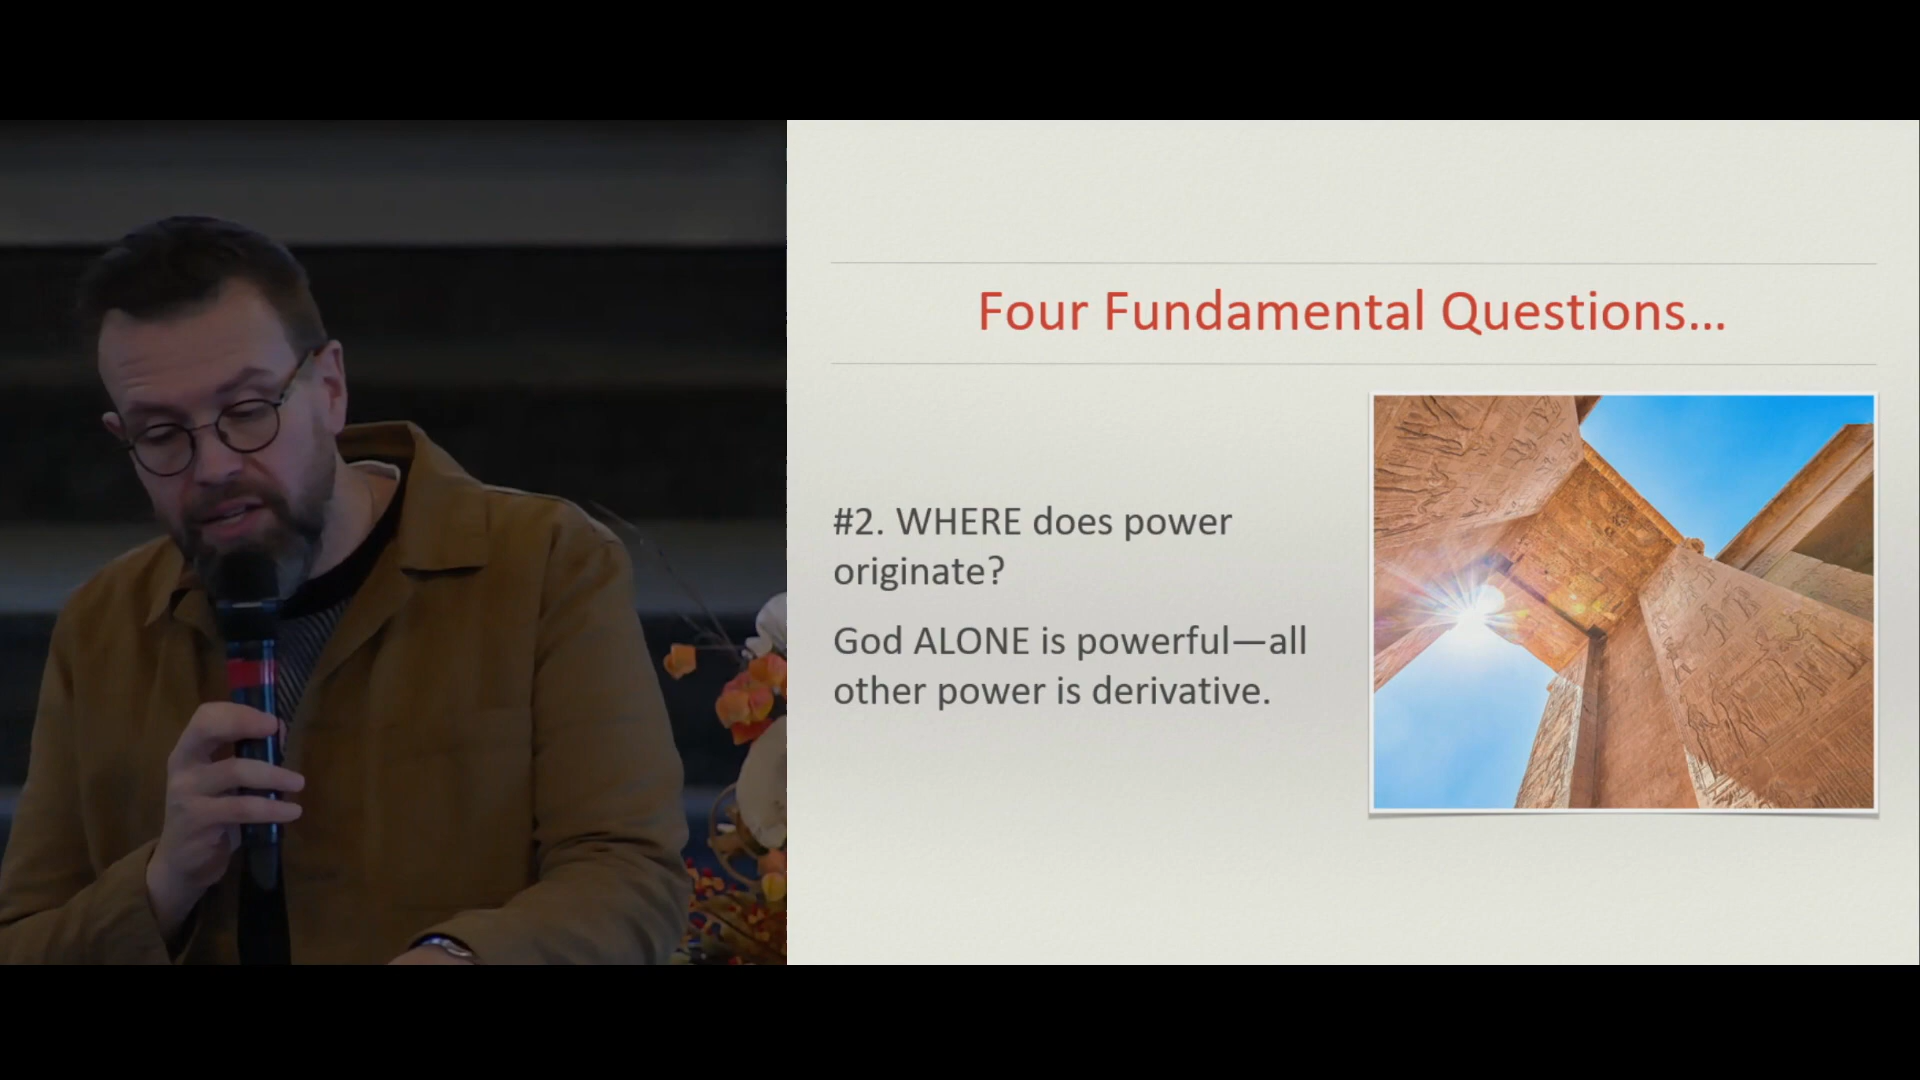 Four Fundamental Questions...
#2. WHERE does power
originate?
God ALONE is powerful—all
other power is derivative.